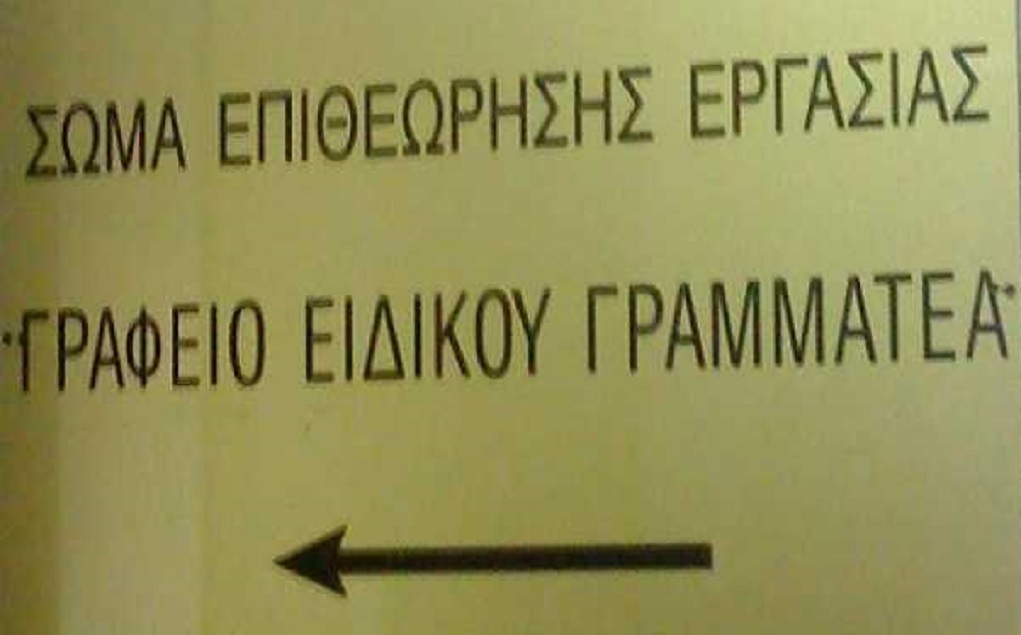 ΣΩΜΑ ΕΠΙΘΕΩΡΗΣΗΣ ΕΡΓΑΣΙΑΣ
ΓΡΑΦΕΙΟ ΕΙΔΙΚΟΥ ΓΡΑΜΜΑΤΕΑ